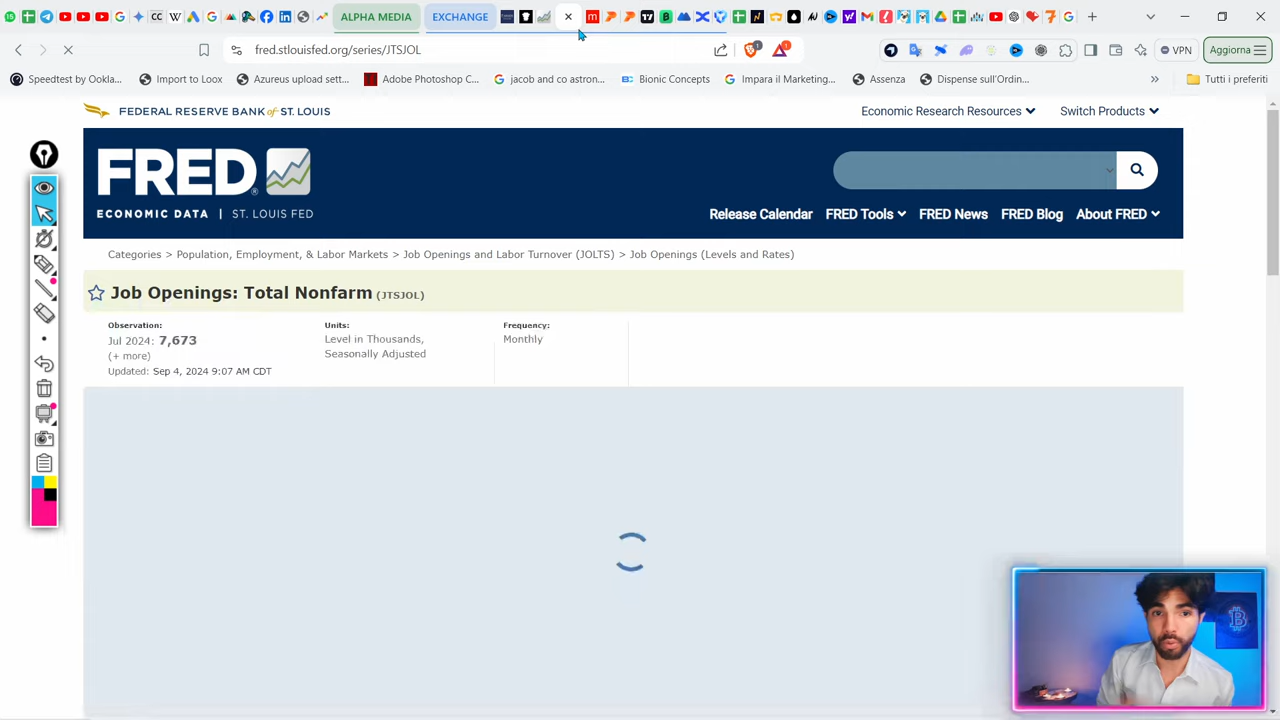 ALPHA MEDIA
EXCHANGE
fred.stlouisfed.org/series/JTSJOL
1
1
VPN
Aggiorna
Speedtest by Ookla...
Import to Loox
Azureus upload sett...
Adobe Photoshop C...
jacob and co astron...
Bionic Concepts
Impara il Marketing...
Assenza
Dispense sull'Ordin...
»
Tutti i preferiti
FEDERAL RESERVE BANK of ST. LOUIS
Economic Research Resources
Switch Products
FRED®
ECONOMIC DATA | ST. LOUIS FED
Release Calendar
FRED Tools
FRED News
FRED Blog
About FRED
Categories > Population, Employment, & Labor Markets > Job Openings and Labor Turnover (JOLTS) > Job Openings (Levels and Rates)
Job Openings: Total Nonfarm (JTSJOL)
Observation:
Jul 2024: 7,673
(+ more)
Updated: Sep 4, 2024 9:07 AM CDT
Units:
Level in Thousands,
Seasonally Adjusted
Frequency:
Monthly